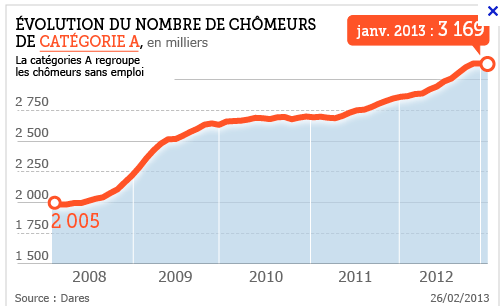 ÉVOLUTION DU NOMBRE DE CHÔMEURS
DE CATÉGORIE A, en milliers
La catégories A regroupe
les chômeurs sans emploi
janv. 2013 : 3 169
2 750
2 500
2 250
2 000
1 750
1 500
2 005
2008
2009
2010
2011
2012
Source : Dares
26/02/2013